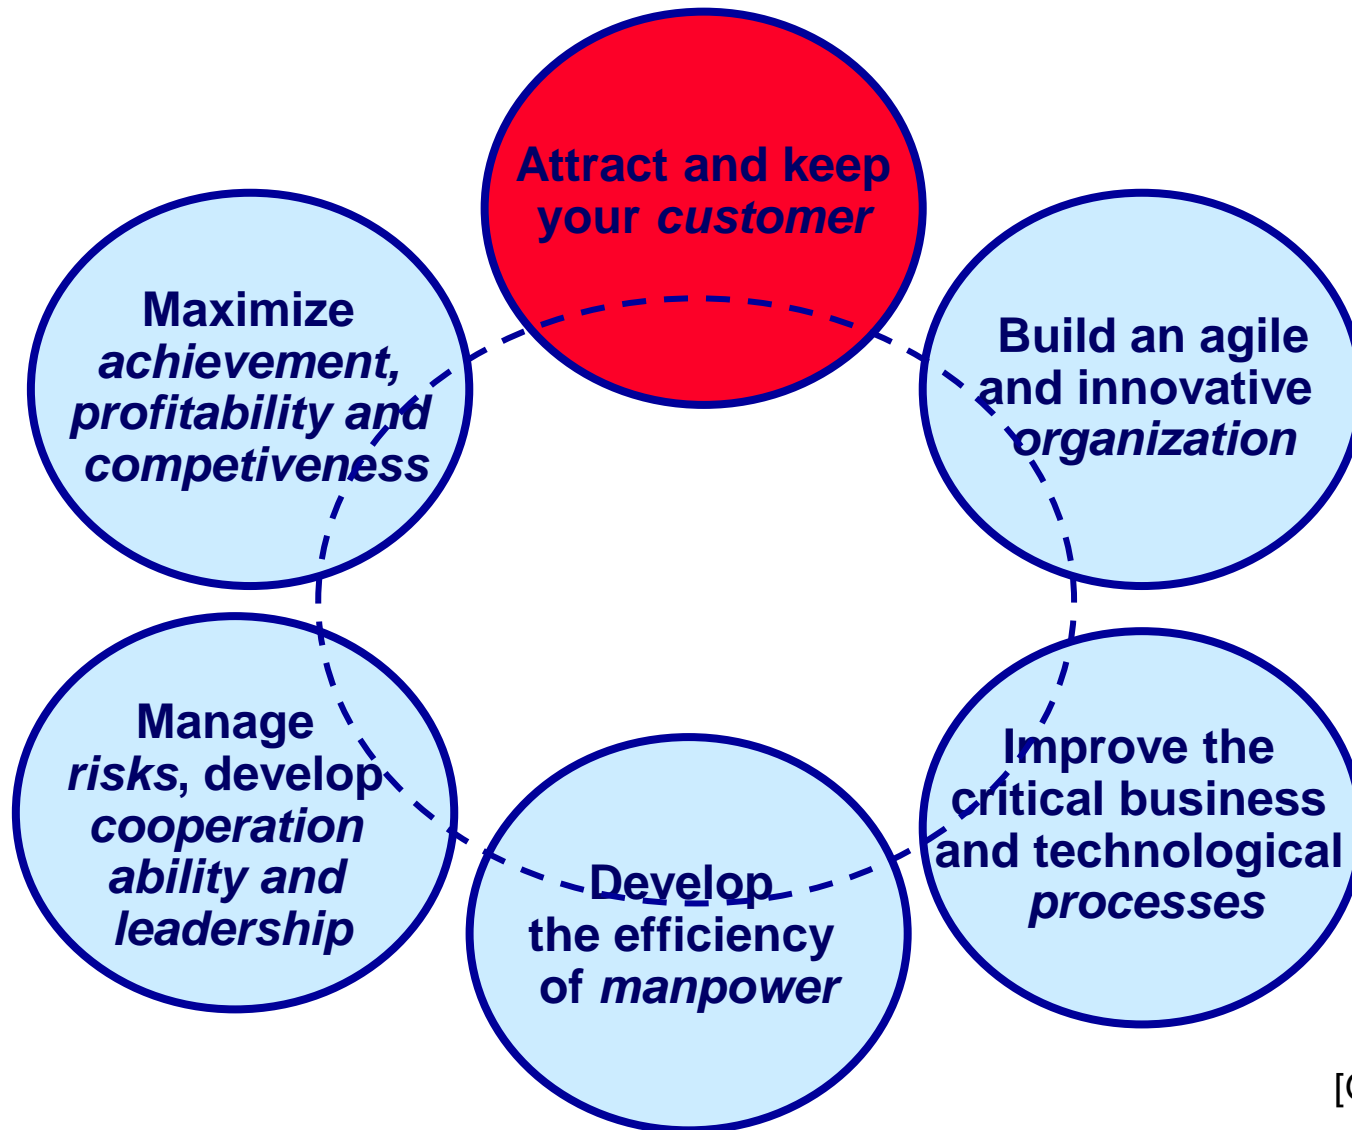 Attract and keep
your customer
Build an agile
and innovative
organization
Improve the
critical business
and technological
processes
Develop
the efficiency
of manpower
Manage
risks, develop
cooperation
ability and
leadership
Maximize
achievement,
profitability and
competiveness